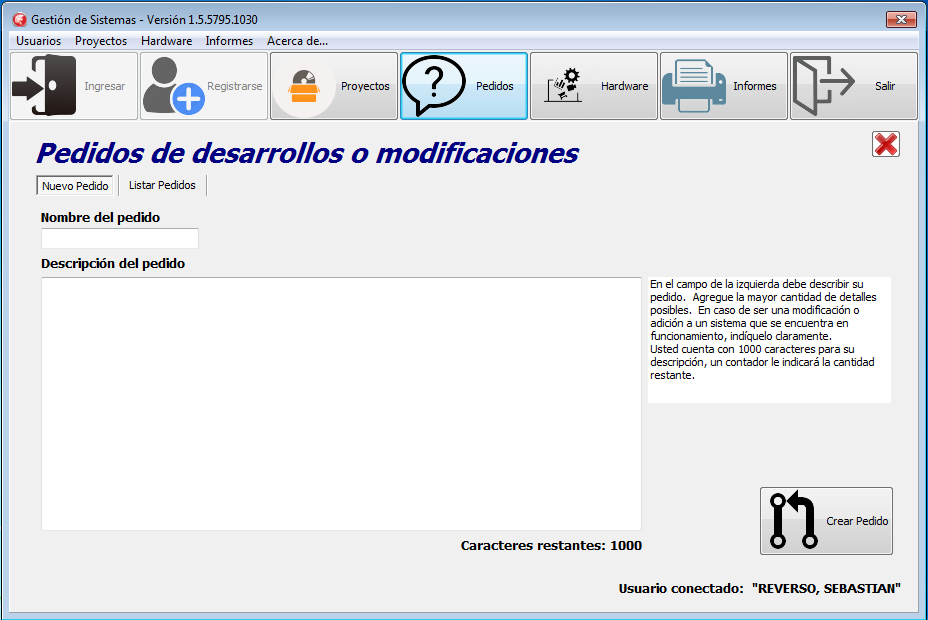 Gestión de Sistemas - Versión 1.5.5795.1030
Usuarios Proyectos Hardware Informes Acerca de...
Ingresar Registrarse Proyectos Pedidos Hardware Informes Salir
Pedidos de desarrollos o modificaciones
Nuevo Pedido Listar Pedidos
Nombre del pedido
Descripción del pedido
En el campo de la izquierda debe describir su
pedido. Agregue la mayor cantidad de detalles
posibles. En caso de ser una modificación o
adición a un sistema que se encuentra en
funcionamiento, indíquelo claramente.
Usted cuenta con 1000 caracteres para su
descripción, un contador le indicará la cantidad
restante.
Crear Pedido
Caracteres restantes: 1000
Usuario conectado: "REVERSO, SEBASTIAN"